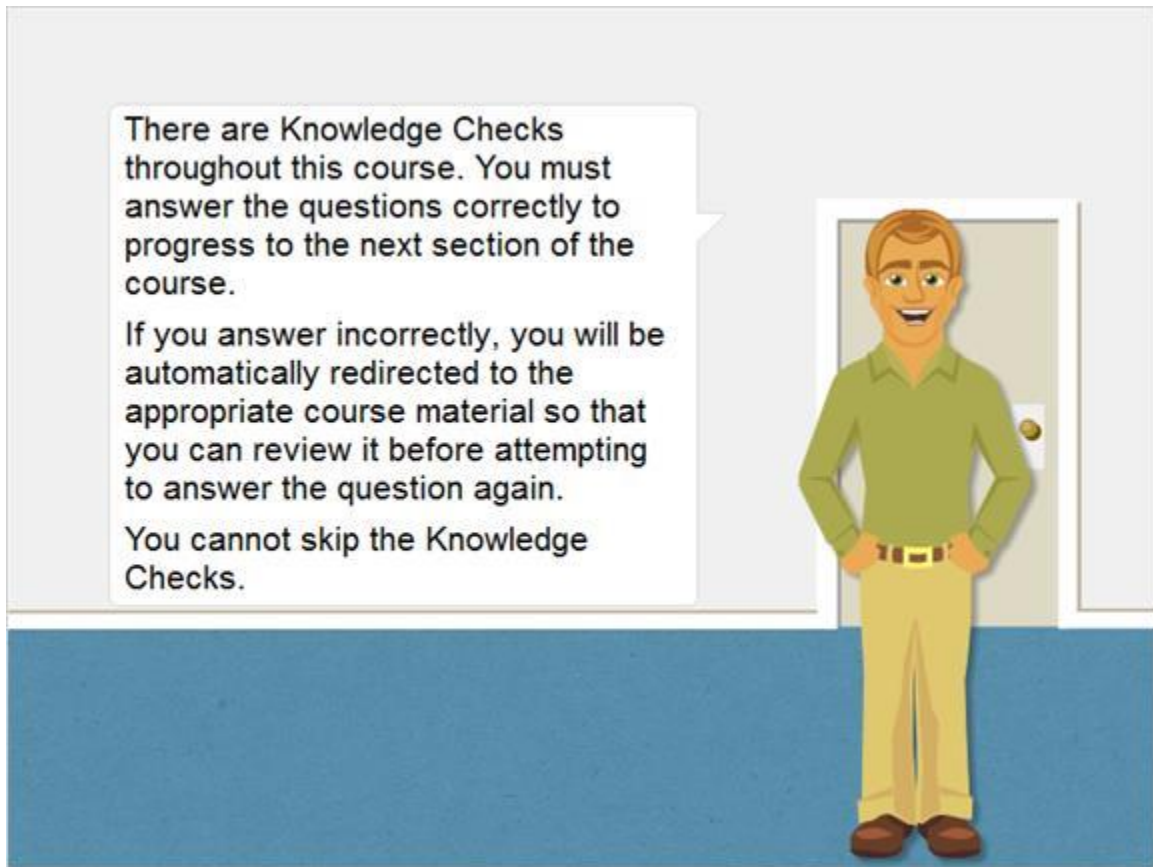 There are Knowledge Checks
throughout this course. You must
answer the questions correctly to
progress to the next section of the
course.
If you answer incorrectly, you will be
automatically redirected to the
appropriate course material so that
you can review it before attempting
to answer the question again.
You cannot skip the Knowledge
Checks.